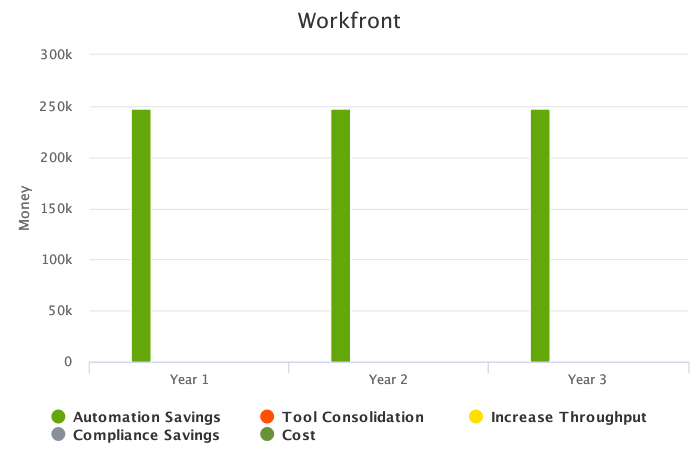 Workfront
300k
250k
200k
150k
100k
50k
0
Money
Year 1
Year 2
Year 3
Automation Savings
Tool Consolidation
Increase Throughput
Compliance Savings
Cost